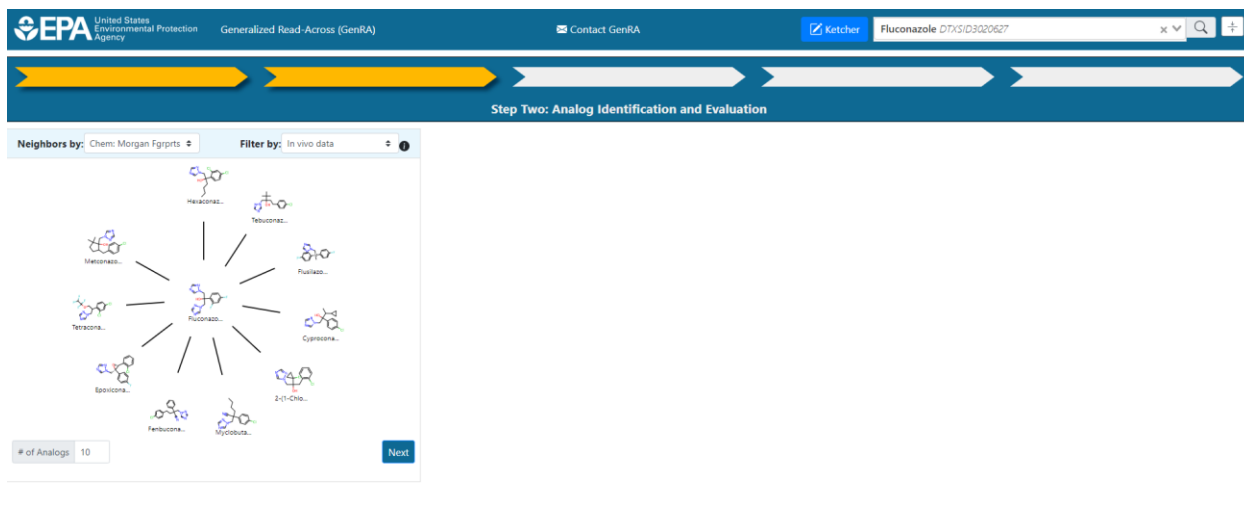 EPA United States Environmental Protection Agency
Generalized Read-Across (GenRA)
Contact GenRA
Ketcher
Fluconazole DTXSID3020627
Step Two: Analog Identification and Evaluation
Neighbors by: Chem: Morgan Fgrprts
Filter by: In vivo data
Hexaconaz...
Tebuconaz...
Flusilazo...
Metconazo...
Fluconazo...
Tetracona...
Cyprocona...
Epoxicona...
2-(1-Chlo...
Fenbucona...
Myclobuta...
# of Analogs 10
Next